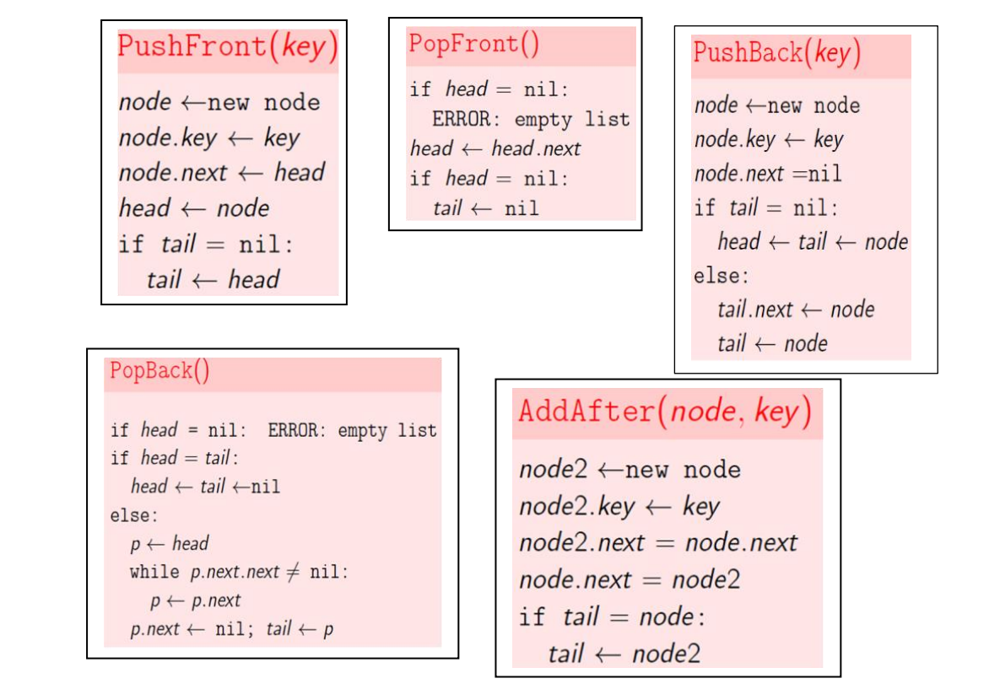 PushFront(key)
node ←new node
node.key ← key
node.next ← head
head ← node
if tail = nil:
tail ← head
PopFront()
if head = nil:
ERROR: empty list
head ← head.next
if head = nil:
tail ← nil
PushBack(key)
node ←new node
node.key ← key
node.next =nil
if tail = nil:
head ← tail ← node
else:
tail.next ← node
tail ← node
PopBack()
if head = nil: ERROR: empty list
if head = tail:
head ← tail ←nil
else:
p ← head
while p.next.next ≠ nil:
p ← p.next
p.next ← nil; tail ← p
AddAfter(node, key)
node2 ←new node
node2.key ← key
node2.next = node.next
node.next = node2
if tail = node:
tail ← node2